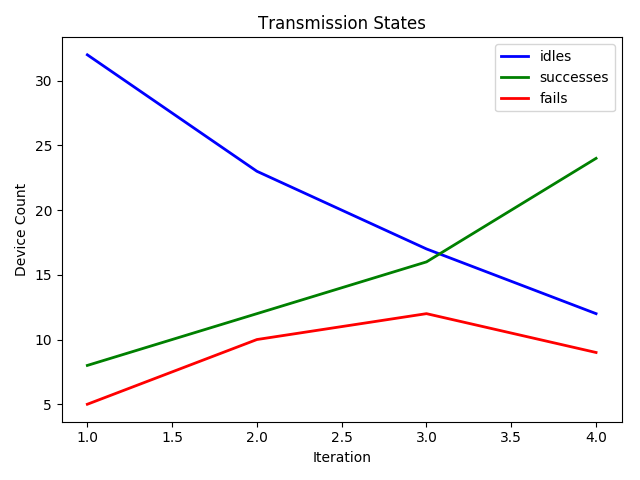 Transmission States
idles
successes
fails
Device Count
30
25
20
15
10
5
1.0 1.5 2.0 2.5 3.0 3.5 4.0
Iteration